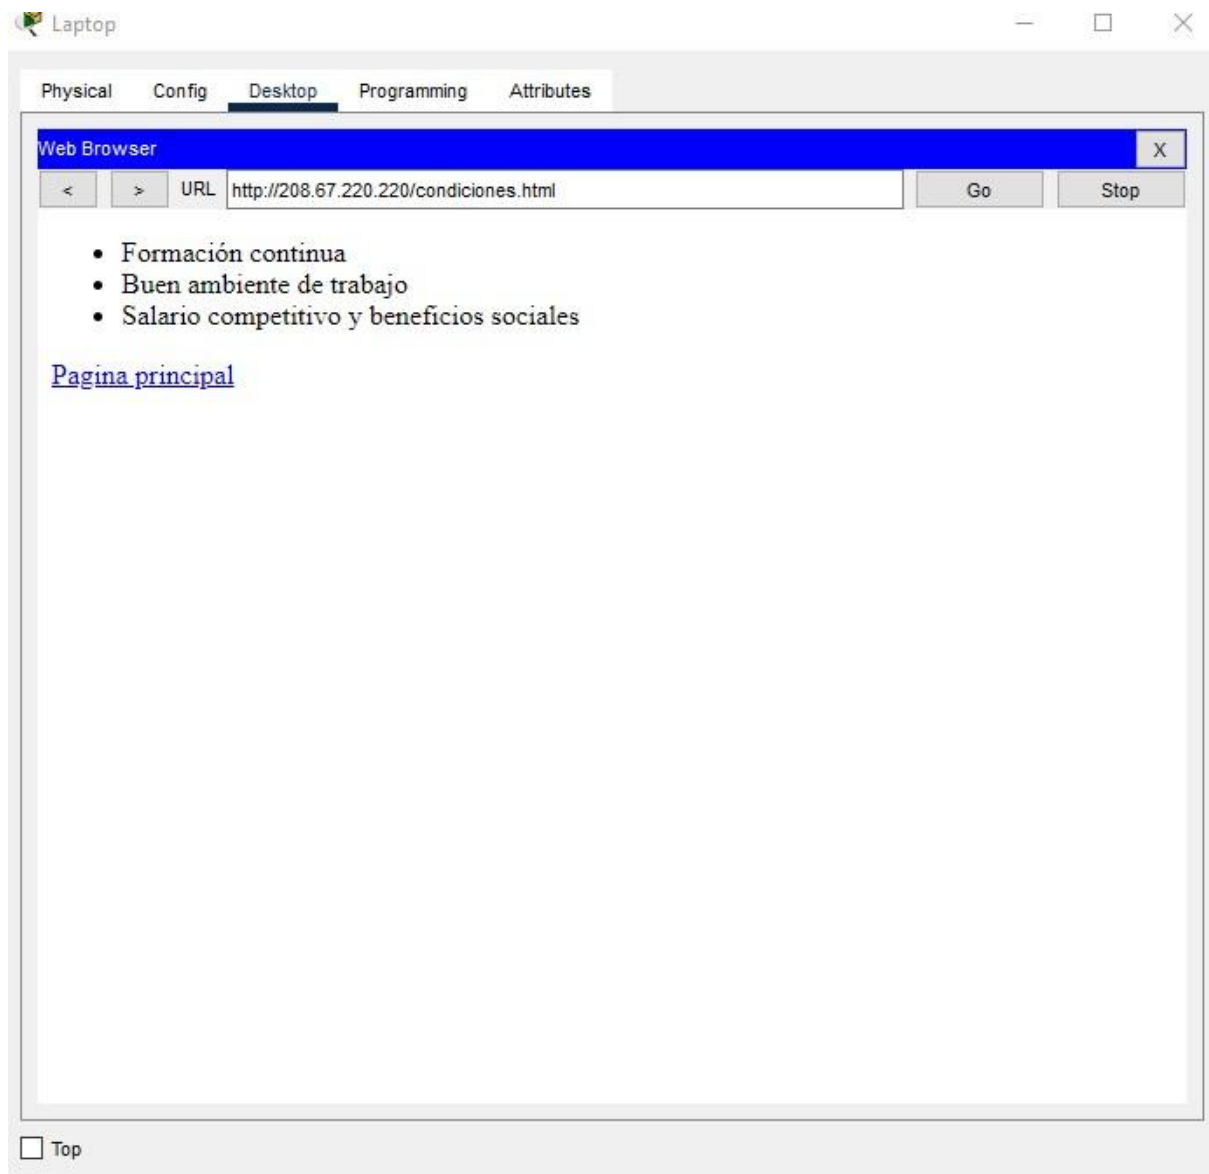 Laptop
Physical Config Desktop Programming Attributes
Web Browser X
< > URL http://208.67.220.220/condiciones.html Go Stop
• Formación continua
• Buen ambiente de trabajo
• Salario competitivo y beneficios sociales
Pagina principal
Top